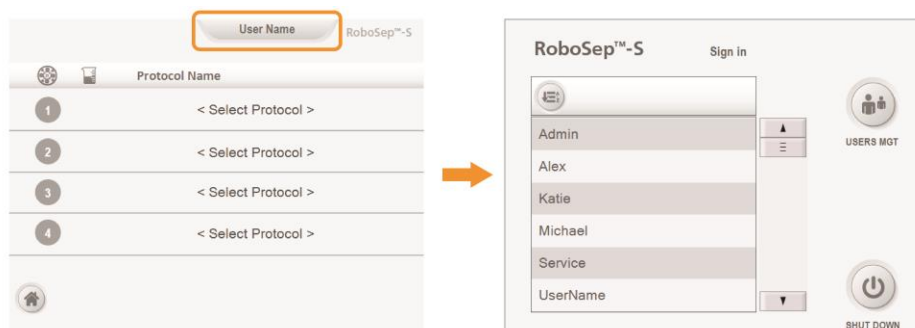 User Name
RoboSep™-S
Protocol Name
1 < Select Protocol >
2 < Select Protocol >
3 < Select Protocol >
4 < Select Protocol >
RoboSep™-S Sign in
Admin
Alex
Katie
Michael
Service
UserName
USERS MGT
SHUT DOWN